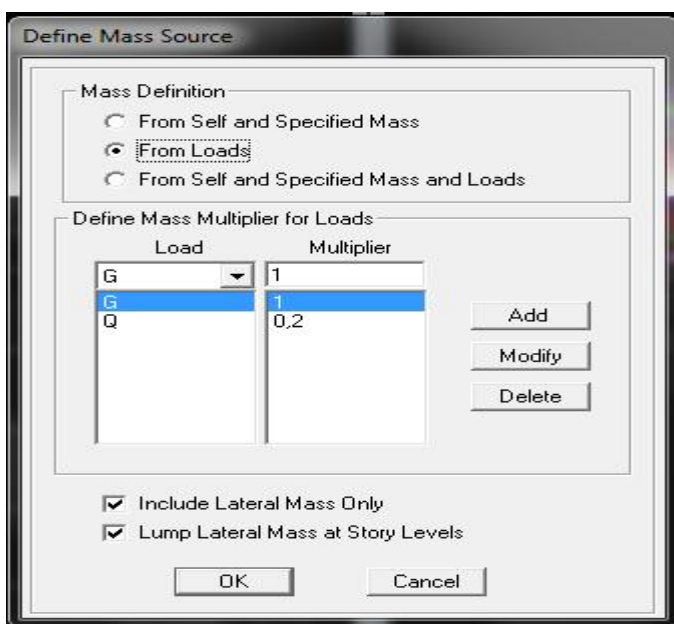 Define Mass Source
Mass Definition
From Self and Specified Mass
From Loads
From Self and Specified Mass and Loads
Define Mass Multiplier for Loads
Load Multiplier
G 1
G 1
Q 0,2
Add
Modify
Delete
Include Lateral Mass Only
Lump Lateral Mass at Story Levels
OK Cancel